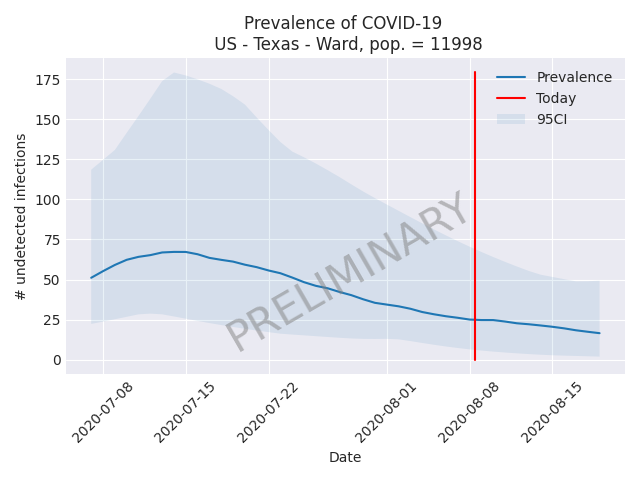 Prevalence of COVID-19
US - Texas - Ward, pop. = 11998
# undetected infections
175
150
125
100
75
50
25
0
Prevalence
Today
95CI
PRELIMINARY
2020-07-08
2020-07-15
2020-07-22
2020-08-01
2020-08-08
2020-08-15
Date